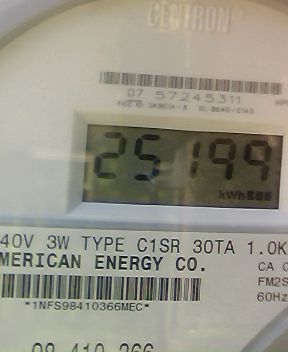 CENTRON®
07 57245311
25199
kWh
40V 3W TYPE C1SR 30TA 1.0K
MERICAN ENERGY CO.
CA 0
FM2S
60Hz
*1NFS98410366MEC*
98 410 366